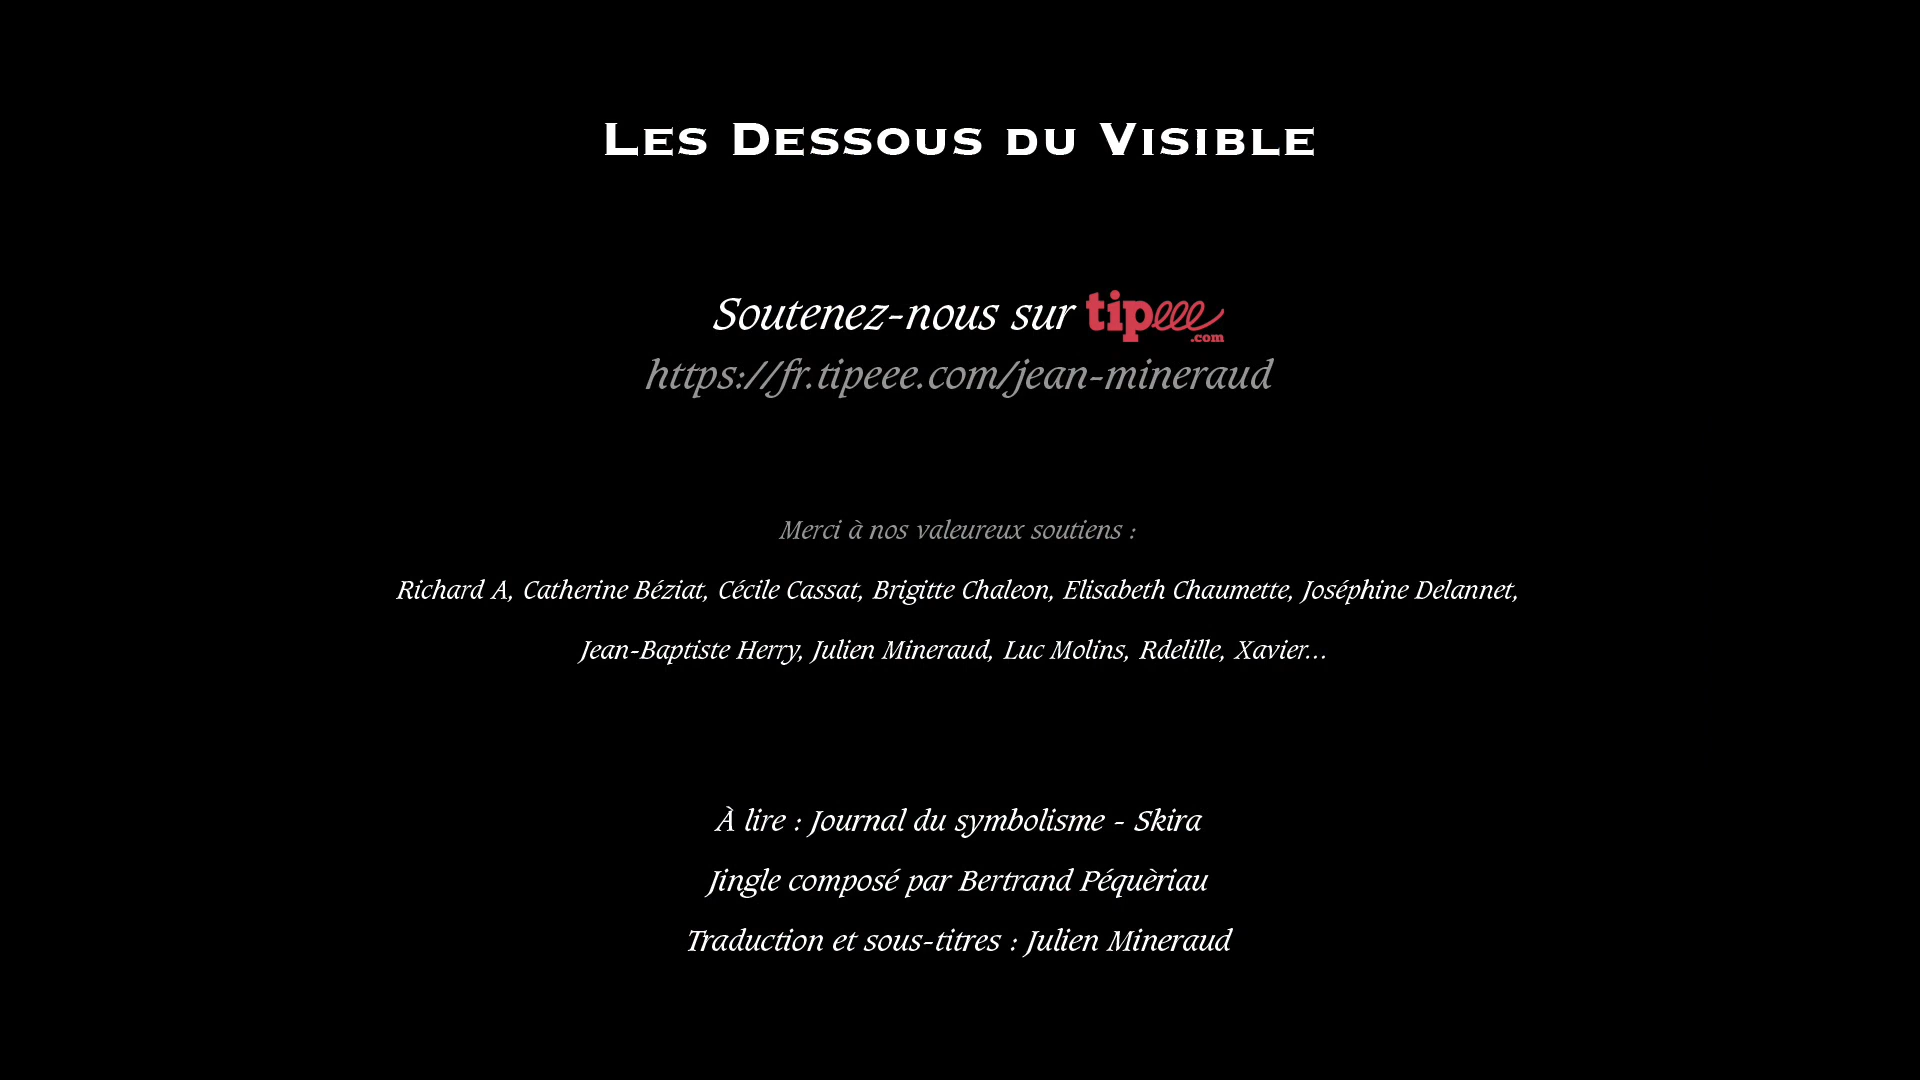 Les Dessous du Visible
Soutenez-nous sur tipeee.com
https://fr.tipeee.com/jean-mineraud
Merci à nos valeureux soutiens :
Richard A, Catherine Béziat, Cécile Cassat, Brigitte Chaleon, Elisabeth Chaumette, Joséphine Delannet,
Jean-Baptiste Herry, Julien Mineraud, Luc Molins, Rdelille, Xavier…
À lire : Journal du symbolisme - Skira
Jingle composé par Bertrand Péquèriau
Traduction et sous-titres : Julien Mineraud